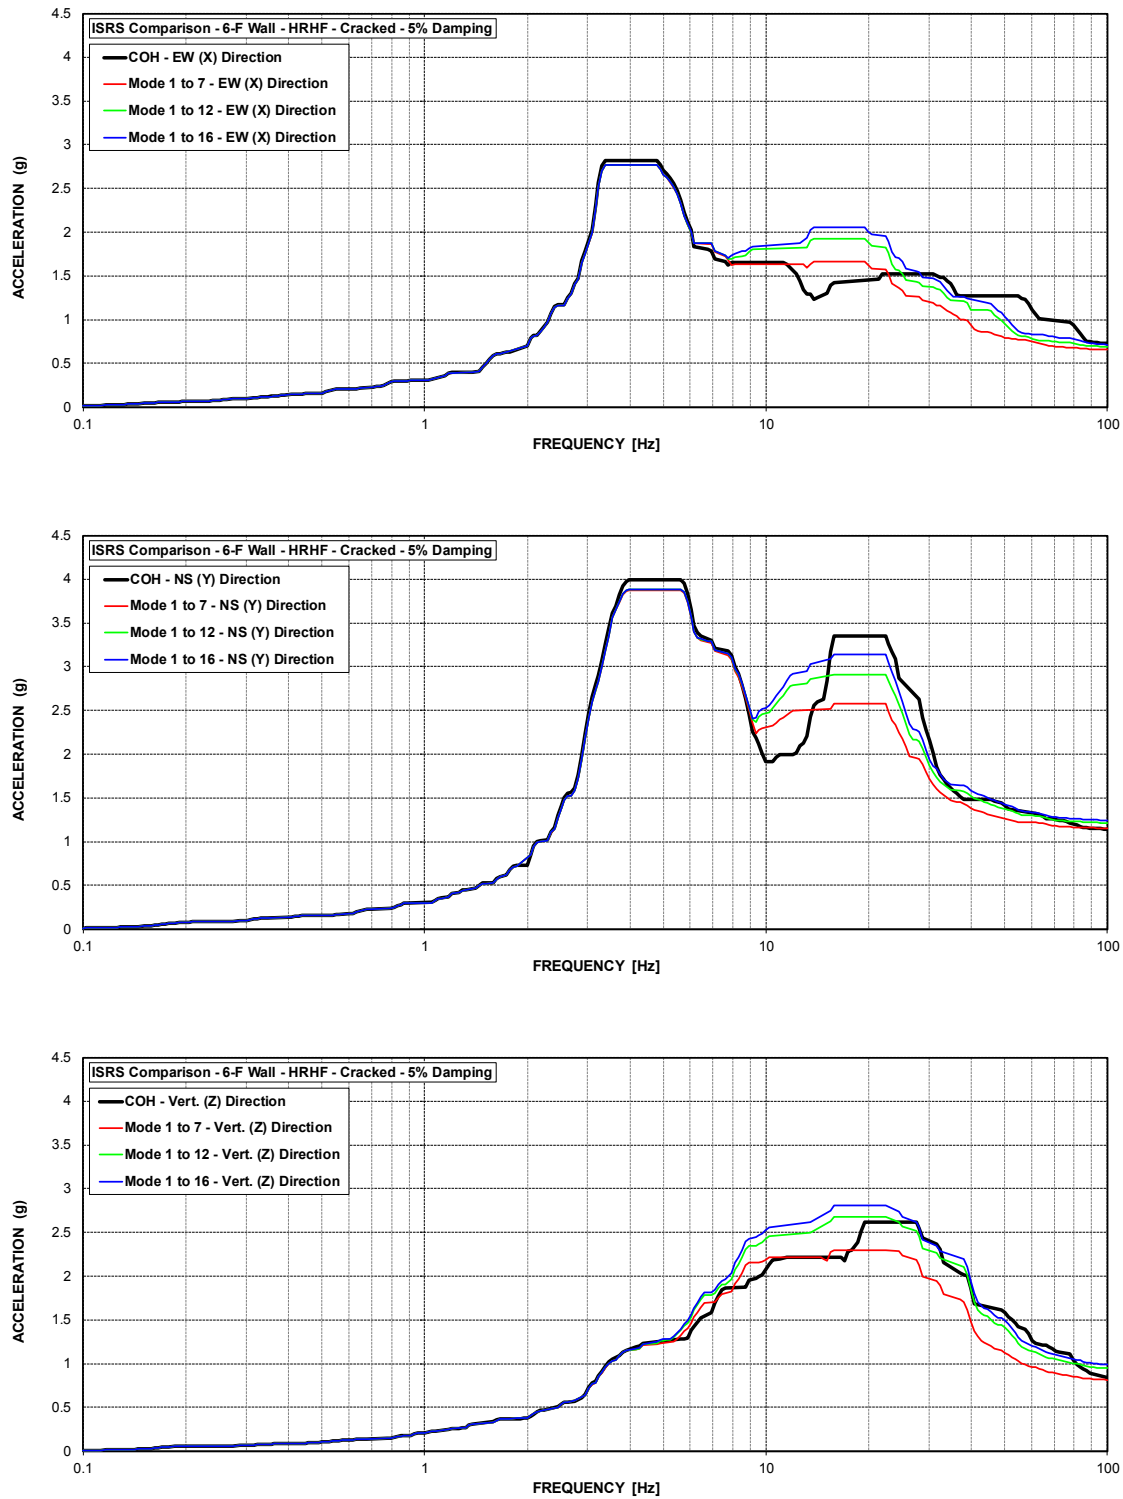 ISRS Comparison - 6-F Wall - HRHF - Cracked - 5% Damping
COH - EW (X) Direction
Mode 1 to 7 - EW (X) Direction
Mode 1 to 12 - EW (X) Direction
Mode 1 to 16 - EW (X) Direction
ACCELERATION (g)
4.5
4
3.5
3
2.5
2
1.5
1
0.5
0
0.1
1
10
100
FREQUENCY [Hz]
ISRS Comparison - 6-F Wall - HRHF - Cracked - 5% Damping
COH - NS (Y) Direction
Mode 1 to 7 - NS (Y) Direction
Mode 1 to 12 - NS (Y) Direction
Mode 1 to 16 - NS (Y) Direction
ACCELERATION (g)
4.5
4
3.5
3
2.5
2
1.5
1
0.5
0
0.1
1
10
100
FREQUENCY [Hz]
ISRS Comparison - 6-F Wall - HRHF - Cracked - 5% Damping
COH - Vert. (Z) Direction
Mode 1 to 7 - Vert. (Z) Direction
Mode 1 to 12 - Vert. (Z) Direction
Mode 1 to 16 - Vert. (Z) Direction
ACCELERATION (g)
4.5
4
3.5
3
2.5
2
1.5
1
0.5
0
0.1
1
10
100
FREQUENCY [Hz]